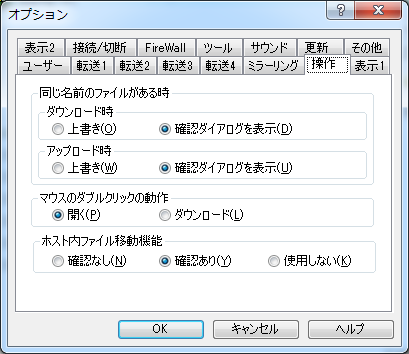 オプション
表示2 接続/切断 FireWall ツール サウンド 更新 その他
ユーザー 転送1 転送2 転送3 転送4 ミラーリング 操作 表示1
同じ名前のファイルがある時
ダウンロード時
上書き(O) 確認ダイアログを表示(D)
アップロード時
上書き(W) 確認ダイアログを表示(U)
マウスのダブルクリックの動作
開く(P) ダウンロード(L)
ホスト内ファイル移動機能
確認なし(N) 確認あり(Y) 使用しない(K)
OK キャンセル ヘルプ